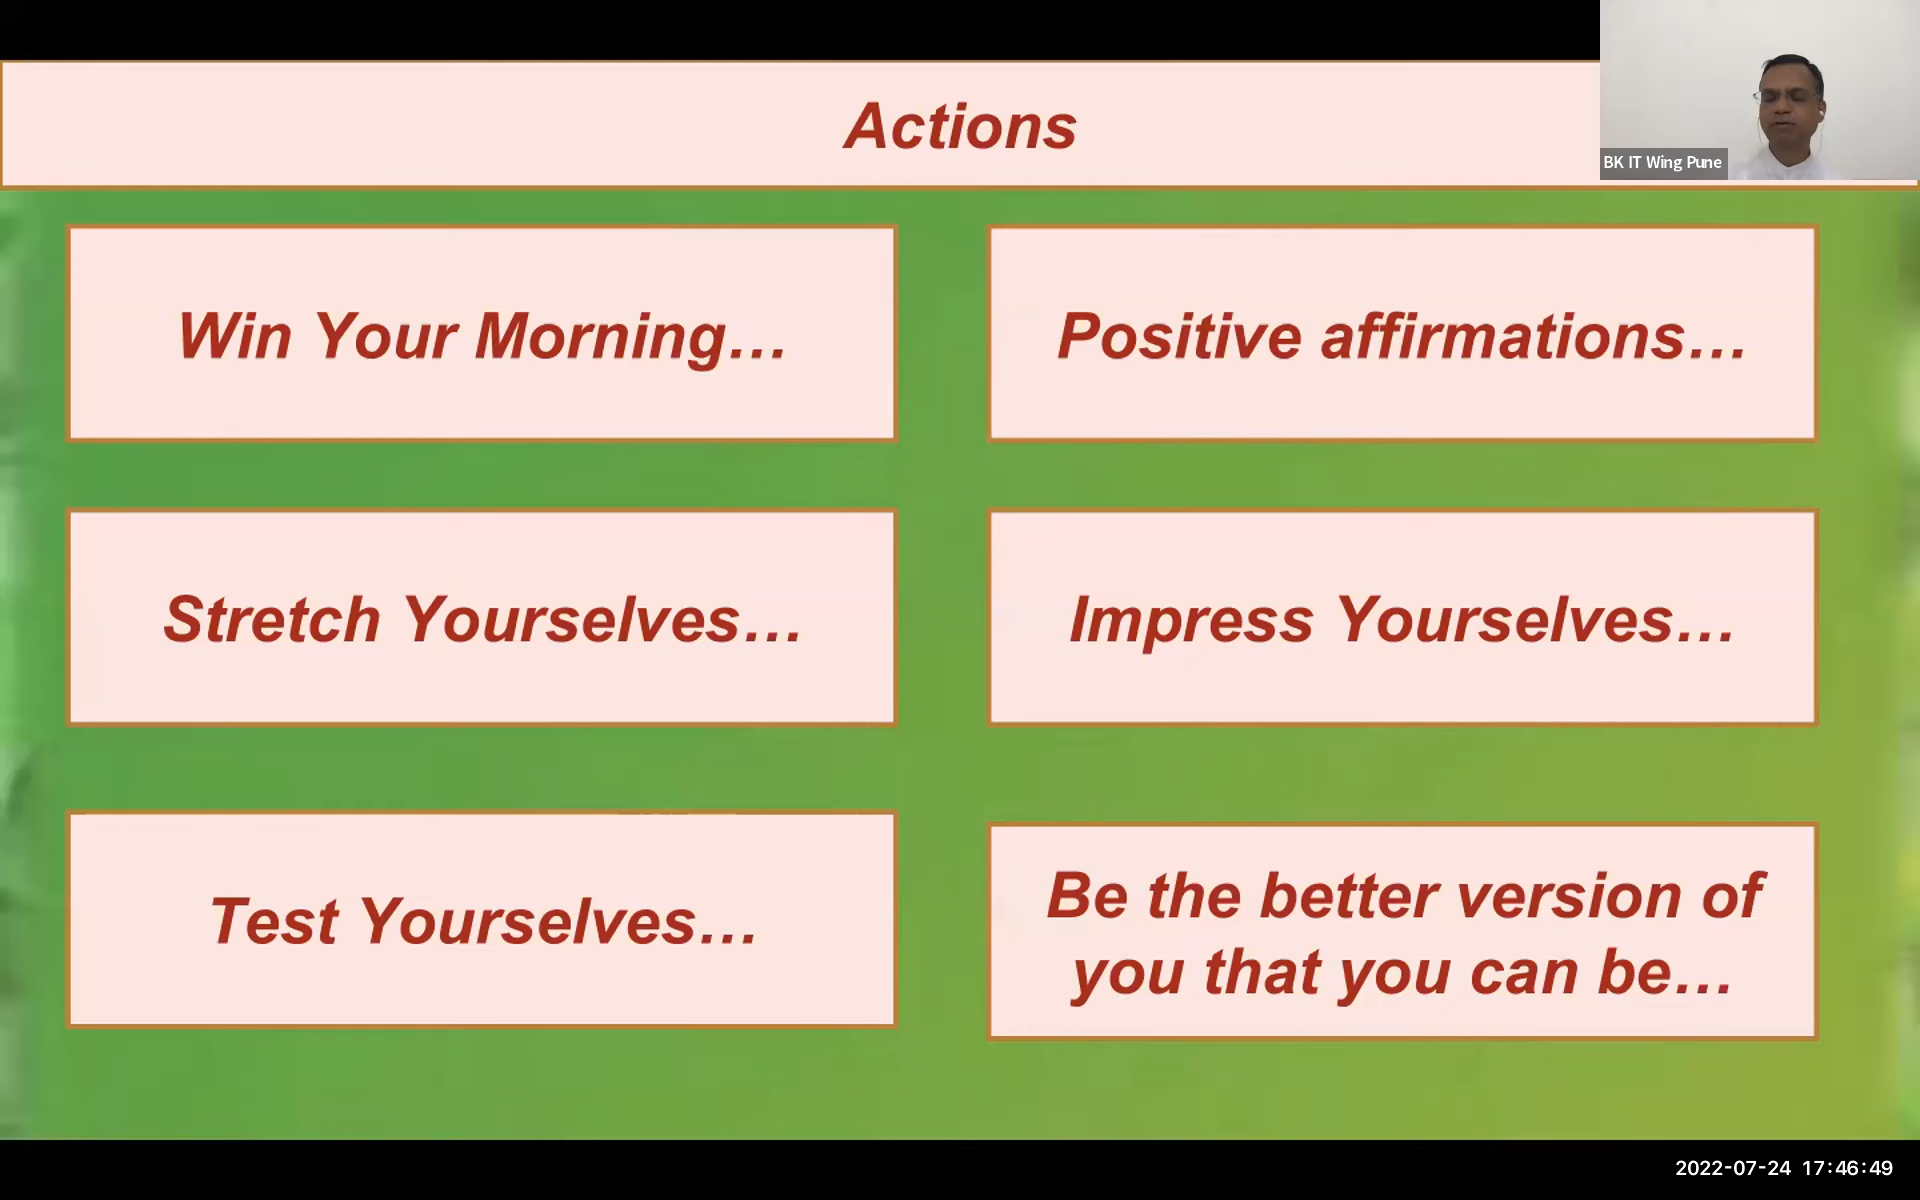 Actions
BK IT Wing Pune
Win Your Morning...
Positive affirmations...
Stretch Yourselves...
Impress Yourselves...
Test Yourselves...
Be the better version of
you that you can be...
2022-07-24 17:46:49